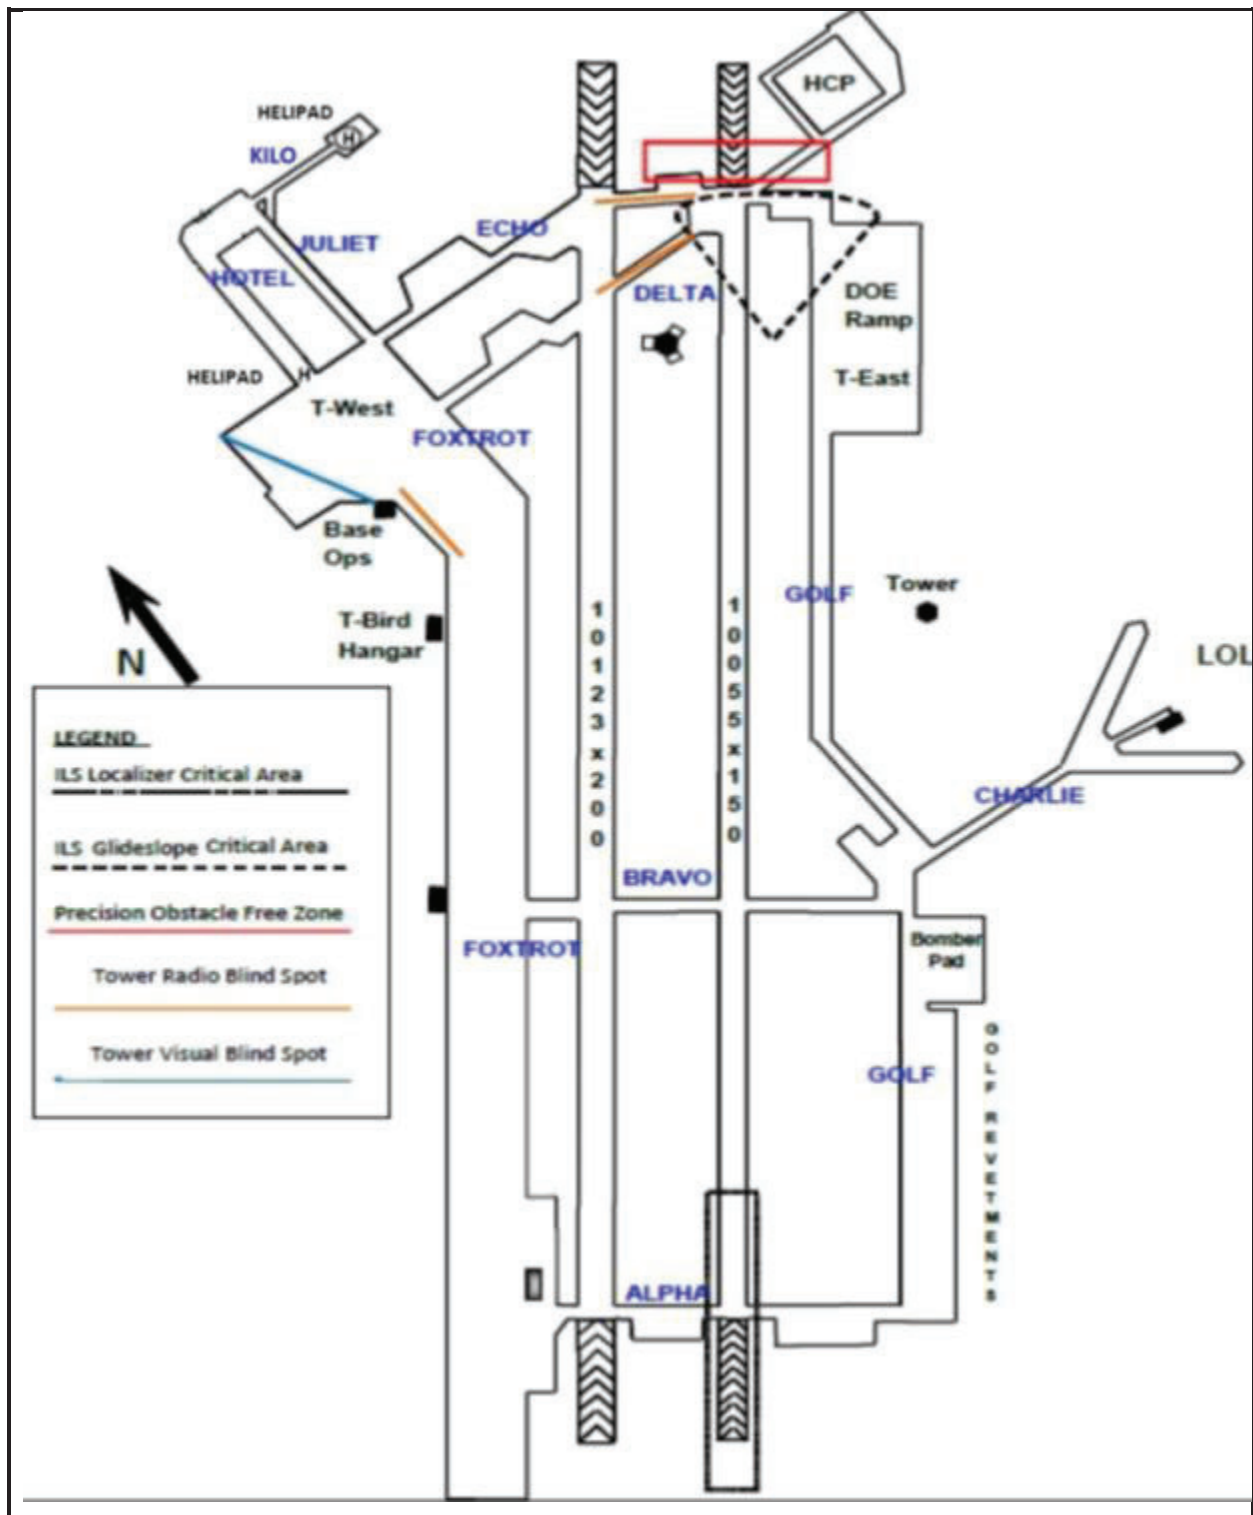 HCP
HELIPAD
H
KILO
ECHO
JULIET
HOTEL
DELTA
DOE
Ramp
HELIPAD
H
T-East
T-West
FOXTROT
Base
Ops
Tower
GOLF
10123x200
10055x150
T-Bird
Hangar
LOL
N
LEGEND
ILS Localizer Critical Area
CHARLIE
ILS Glideslope Critical Area
BRAVO
Precision Obstacle Free Zone
FOXTROT
Bomber
Pad
Tower Radio Blind Spot
Tower Visual Blind Spot
GOLF
GOLF REVETMENTS
ALPHA